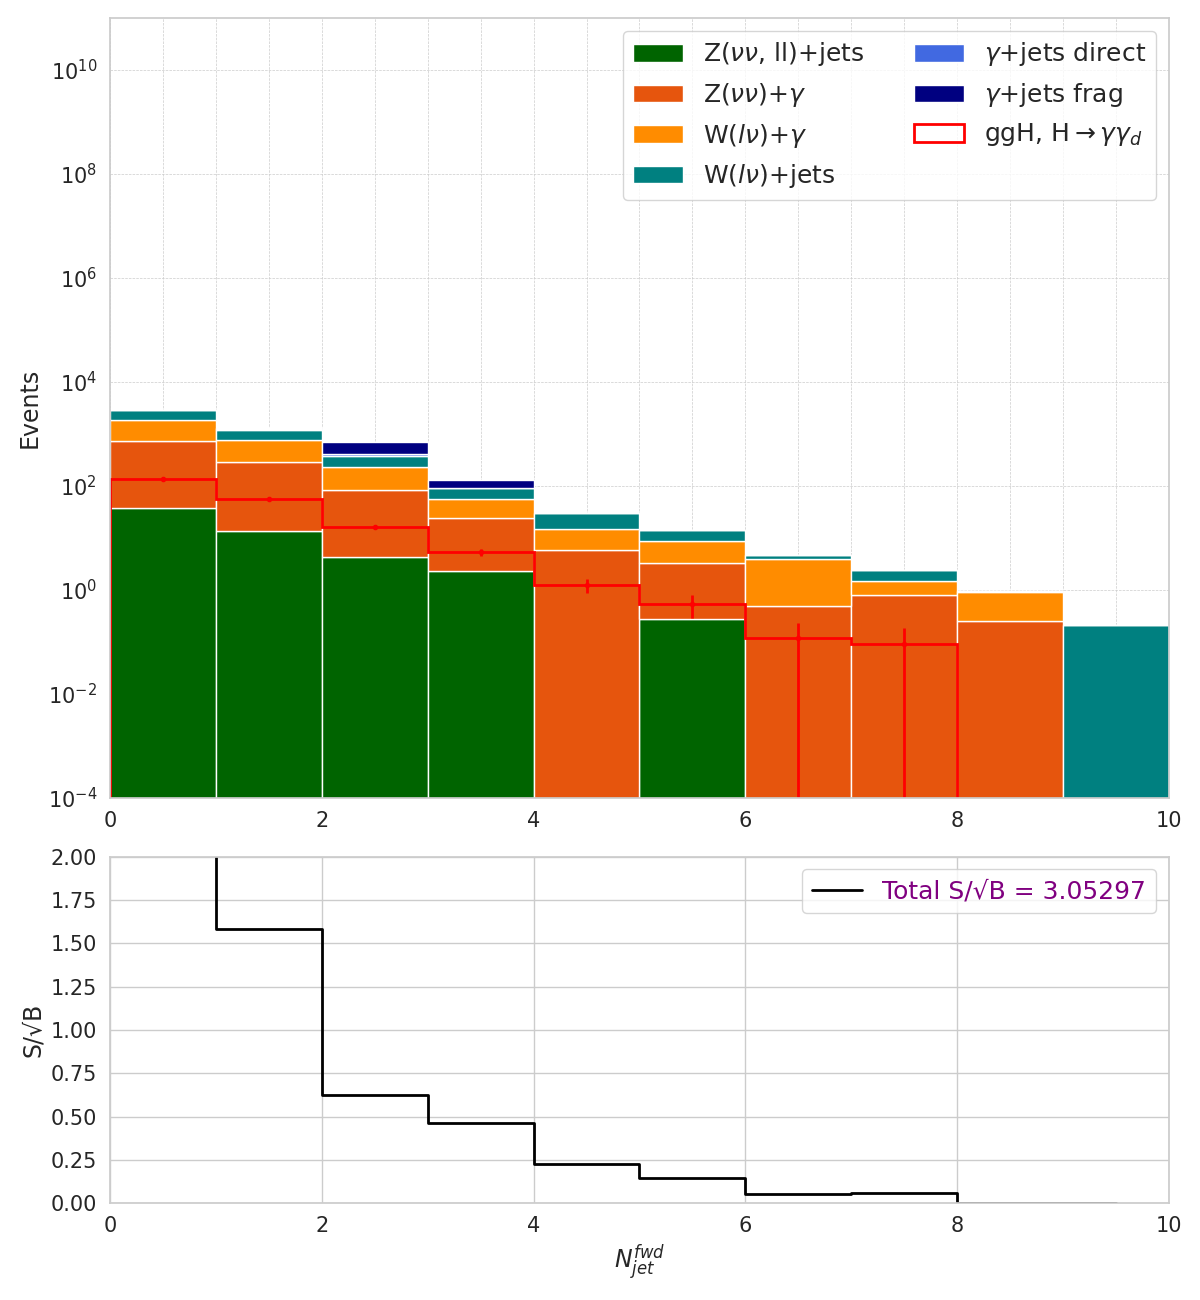 Z(νν, ll)+jets
Z(νν)+γ
W(lν)+γ
W(lν)+jets
γ+jets direct
γ+jets frag
ggH, H→γγ_d
Events
10^10
10^8
10^6
10^4
10^2
10^0
10^−2
10^−4
0 2 4 6 8 10
Total S/√B = 3.05297
S/√B
2.00
1.75
1.50
1.25
1.00
0.75
0.50
0.25
0.00
0 2 4 6 8 10
N_jet^fwd